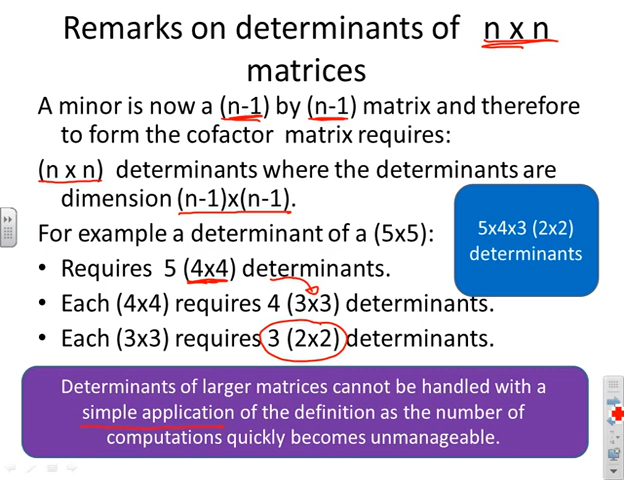 Remarks on determinants of n x n
matrices
A minor is now a (n-1) by (n-1) matrix and therefore
to form the cofactor matrix requires:
(n x n) determinants where the determinants are
dimension (n-1)x(n-1).
For example a determinant of a (5x5):
• Requires 5 (4x4) determinants.
• Each (4x4) requires 4 (3x3) determinants.
• Each (3x3) requires 3 (2x2) determinants.
5x4x3 (2x2)
determinants
Determinants of larger matrices cannot be handled with a
simple application of the definition as the number of
computations quickly becomes unmanageable.